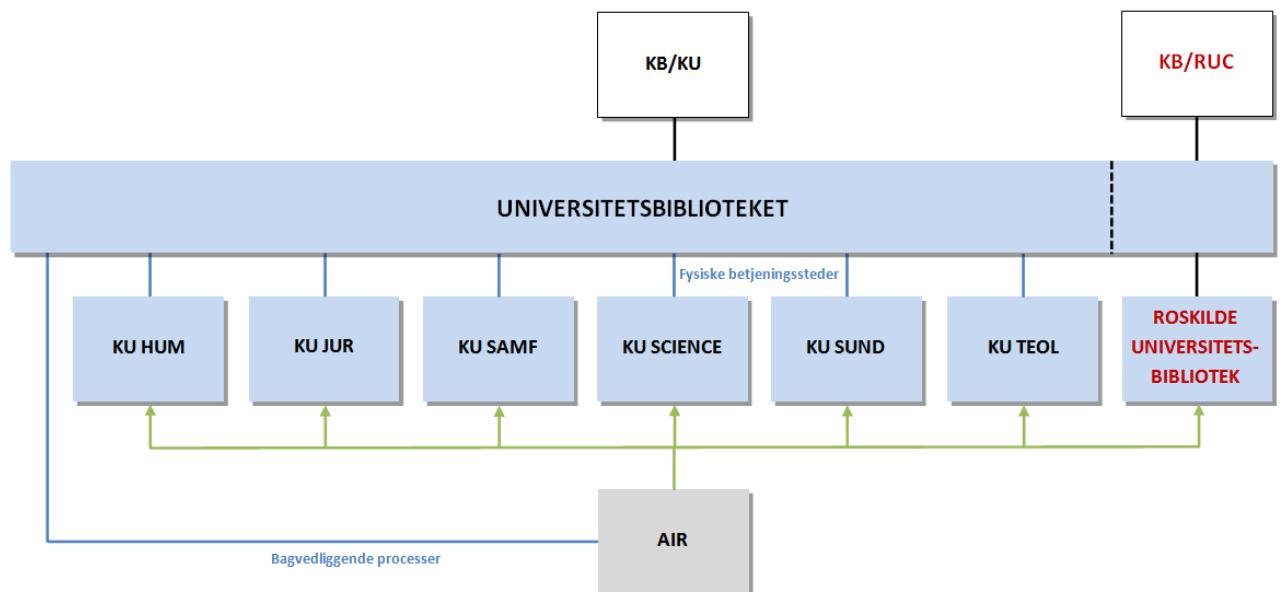 KB/KU
KB/RUC
UNIVERSITETSBIBLIOTEKET
Fysiske betjeningssteder
KU HUM
KU JUR
KU SAMF
KU SCIENCE
KU SUND
KU TEOL
ROSKILDE
UNIVERSITETS-
BIBLIOTEK
AIR
Bagvedliggende processer